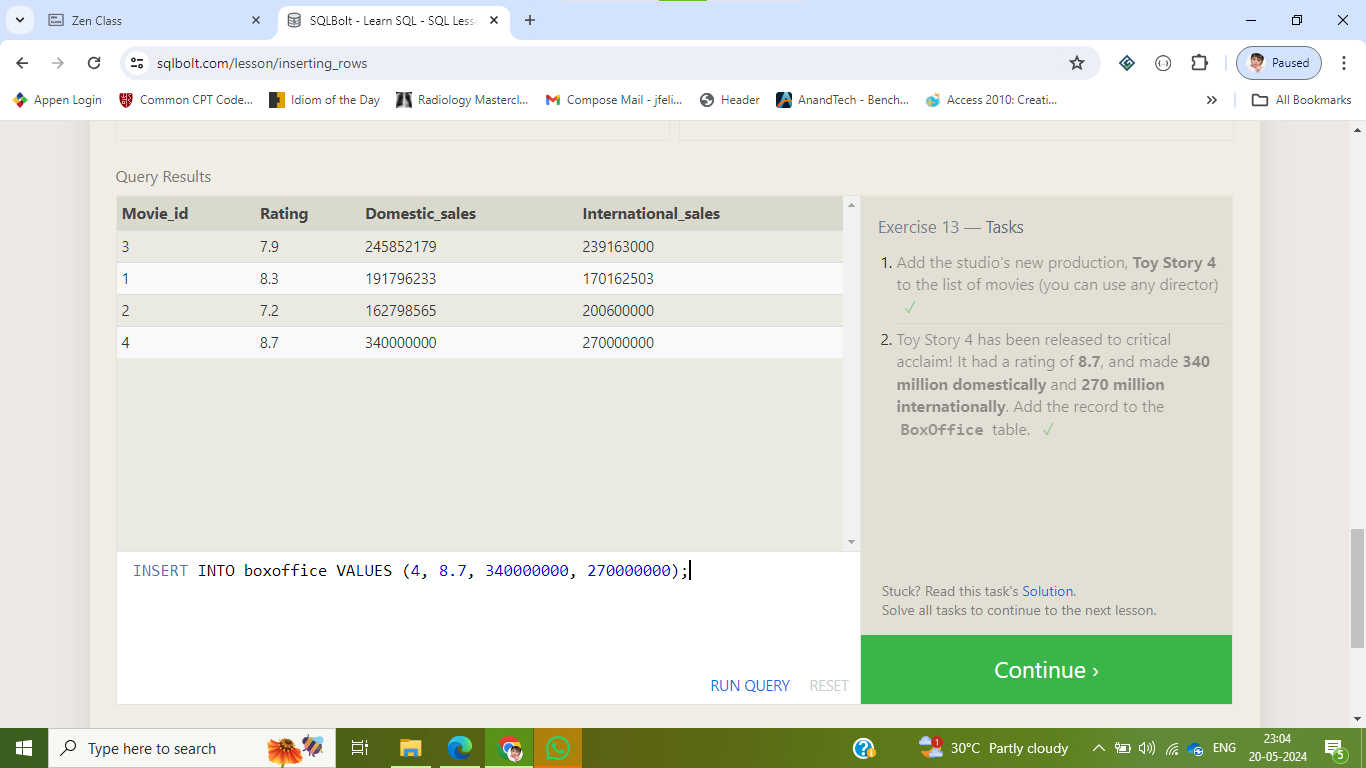 Zen Class
SQLBolt - Learn SQL - SQL Less
sqlbolt.com/lesson/inserting_rows
Paused
Appen Login
Common CPT Code...
Idiom of the Day
Radiology Mastercl...
Compose Mail - jfeli...
Header
AnandTech - Bench...
Access 2010: Creati...
All Bookmarks
Query Results
Movie_id Rating Domestic_sales International_sales
3 7.9 245852179 239163000
1 8.3 191796233 170162503
2 7.2 162798565 200600000
4 8.7 340000000 270000000
Exercise 13 — Tasks
1. Add the studio's new production, Toy Story 4
to the list of movies (you can use any director)
✓
2. Toy Story 4 has been released to critical
acclaim! It had a rating of 8.7, and made 340
million domestically and 270 million
internationally. Add the record to the
BoxOffice table. ✓
INSERT INTO boxoffice VALUES (4, 8.7, 340000000, 270000000);
RUN QUERY RESET
Stuck? Read this task's Solution.
Solve all tasks to continue to the next lesson.
Continue ›
Type here to search
30°C Partly cloudy
ENG
23:04
20-05-2024
5